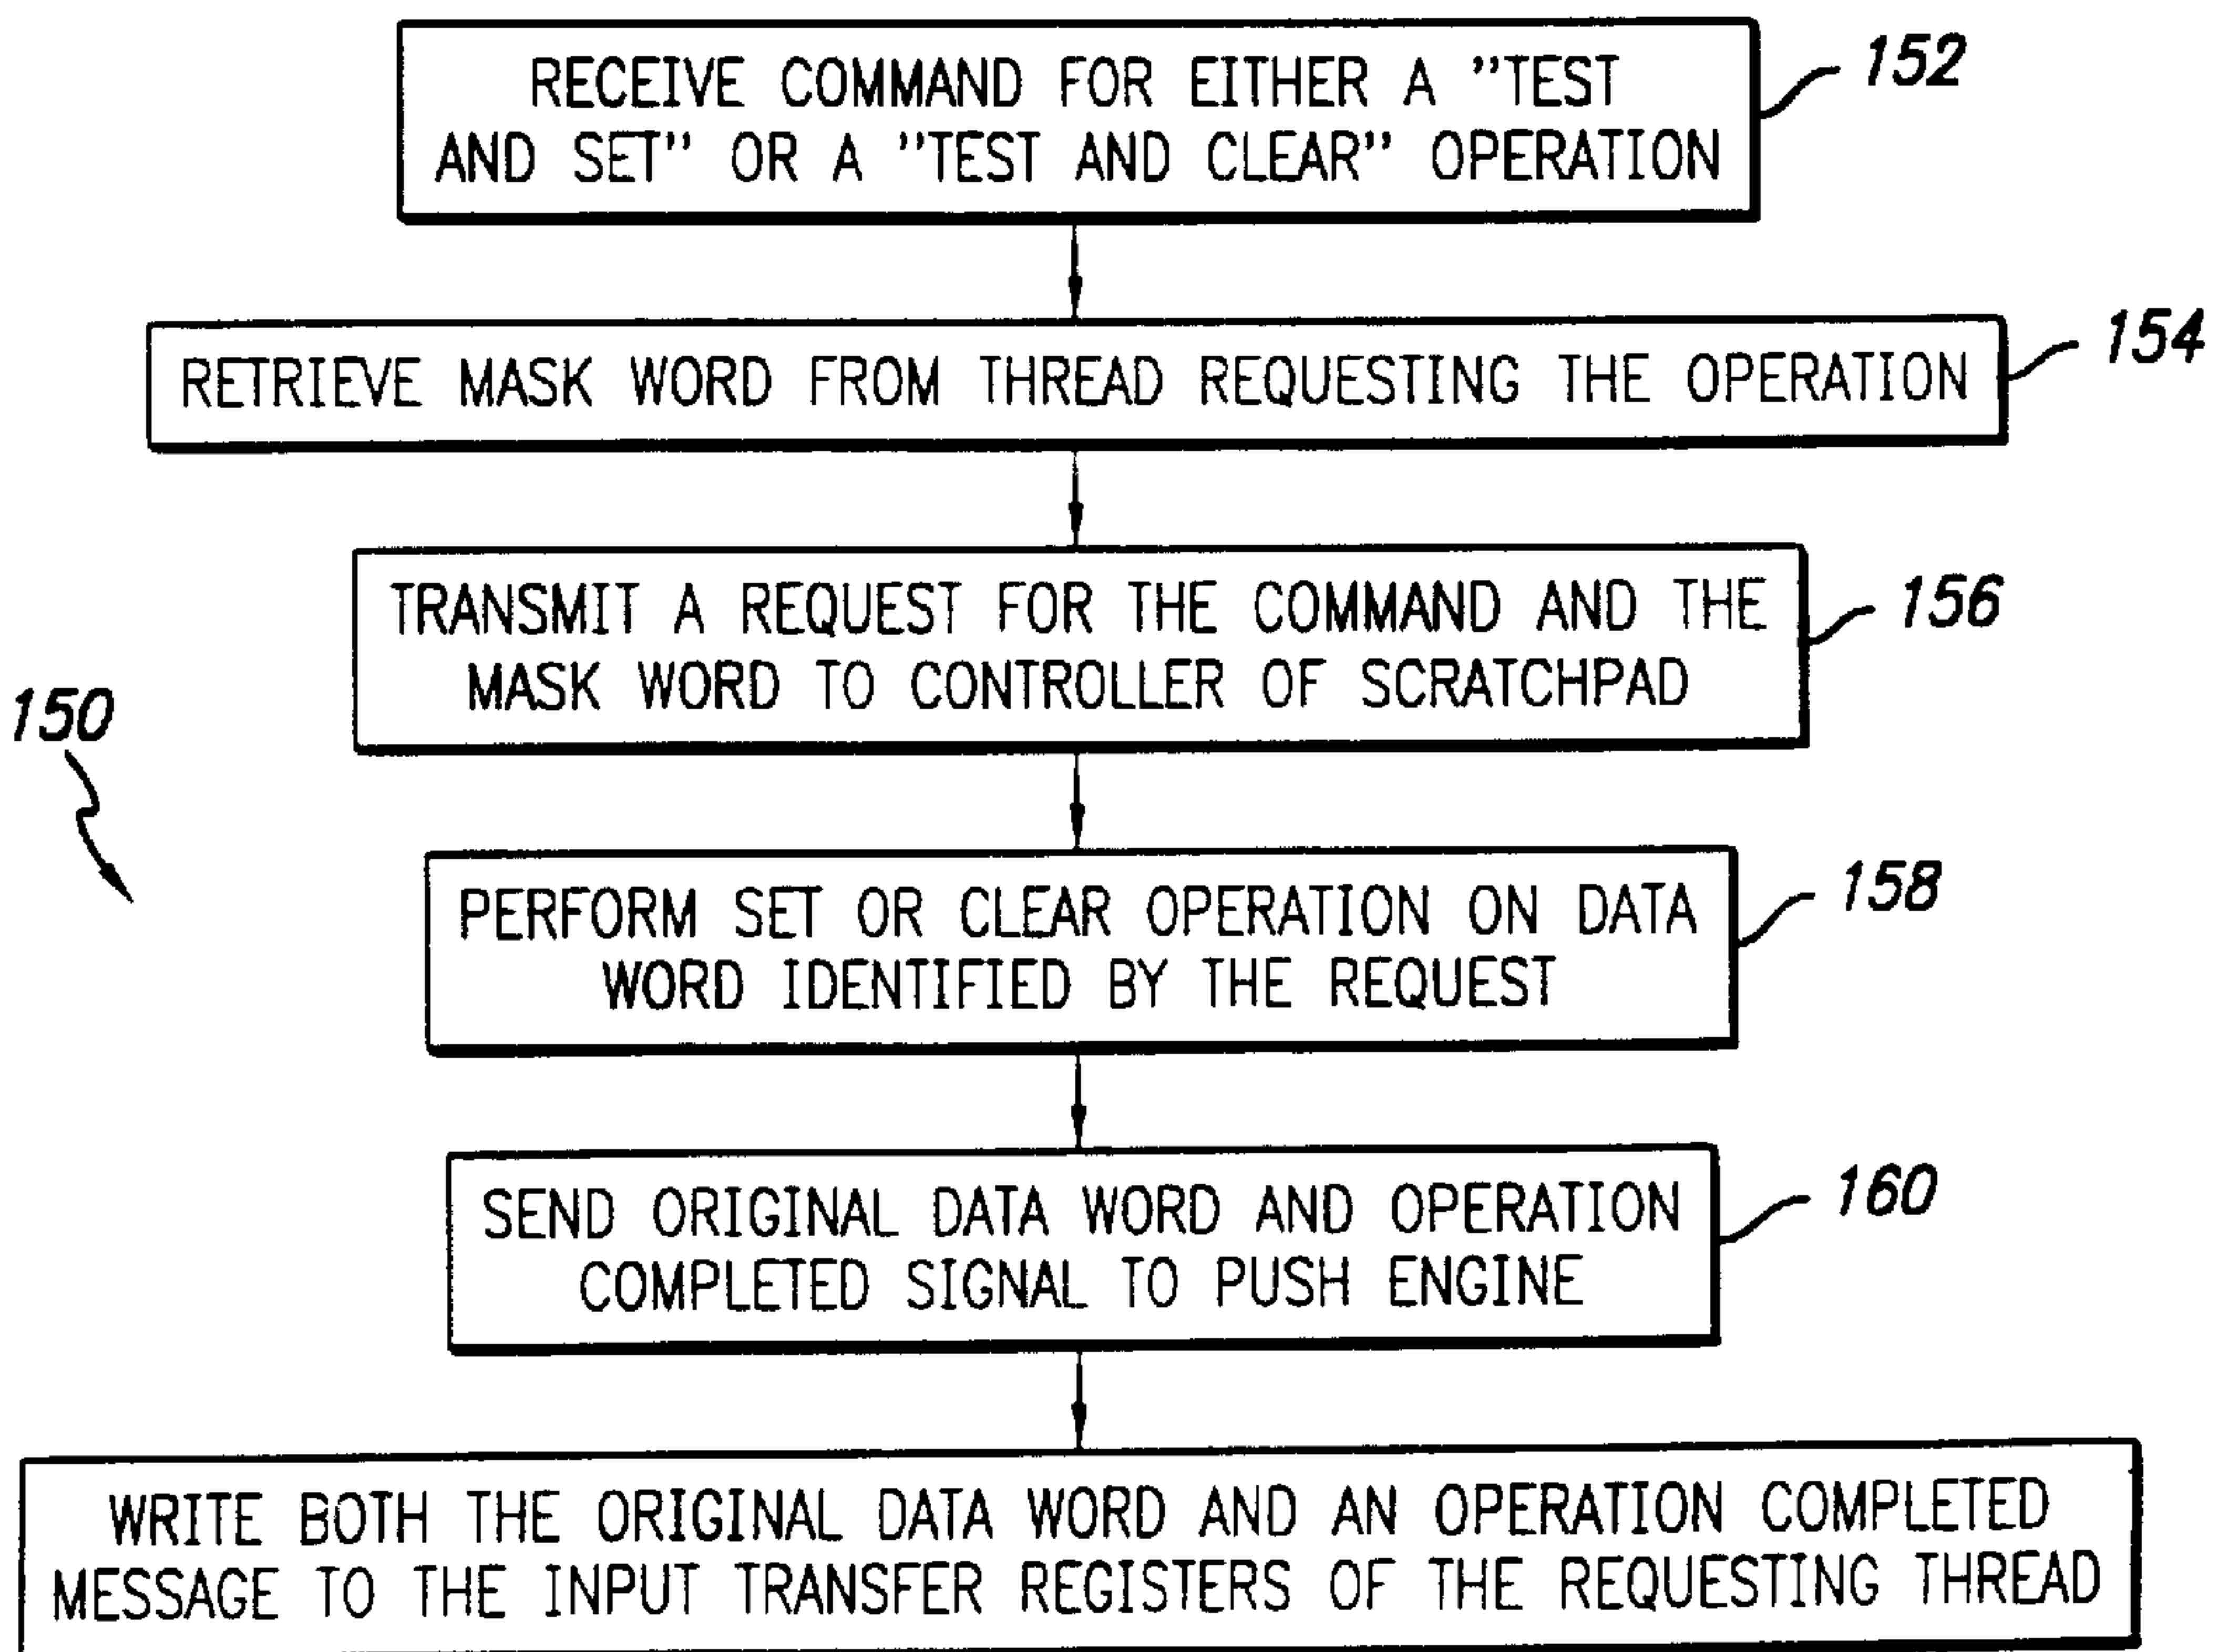 RECEIVE COMMAND FOR EITHER A "TEST
AND SET" OR A "TEST AND CLEAR" OPERATION
152
RETRIEVE MASK WORD FROM THREAD REQUESTING THE OPERATION
154
TRANSMIT A REQUEST FOR THE COMMAND AND THE
MASK WORD TO CONTROLLER OF SCRATCHPAD
156
150
PERFORM SET OR CLEAR OPERATION ON DATA
WORD IDENTIFIED BY THE REQUEST
158
SEND ORIGINAL DATA WORD AND OPERATION
COMPLETED SIGNAL TO PUSH ENGINE
160
WRITE BOTH THE ORIGINAL DATA WORD AND AN OPERATION COMPLETED
MESSAGE TO THE INPUT TRANSFER REGISTERS OF THE REQUESTING THREAD